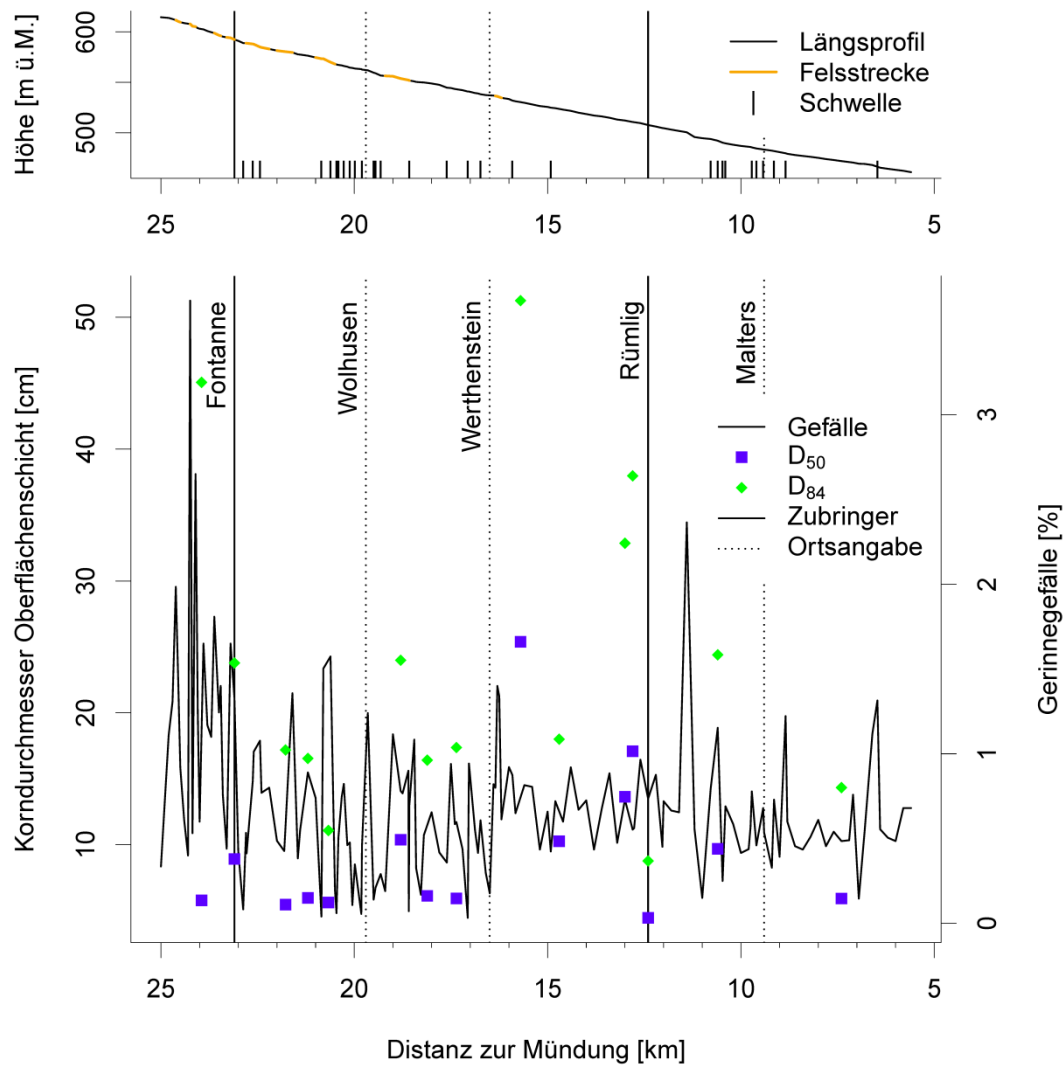 Höhe [m ü.M.]
600
500
Längsprofil
Felsstrecke
Schwelle
25
20
15
10
5
Korndurchmesser Oberflächenschicht [cm]
50
40
30
20
10
Fontanne
Wolhusen
Werthenstein
Rümlig
Malters
Gefälle
D50
D84
Zubringer
Ortsangabe
3
2
1
0
Gerinnegefälle [%]
25
20
15
10
5
Distanz zur Mündung [km]